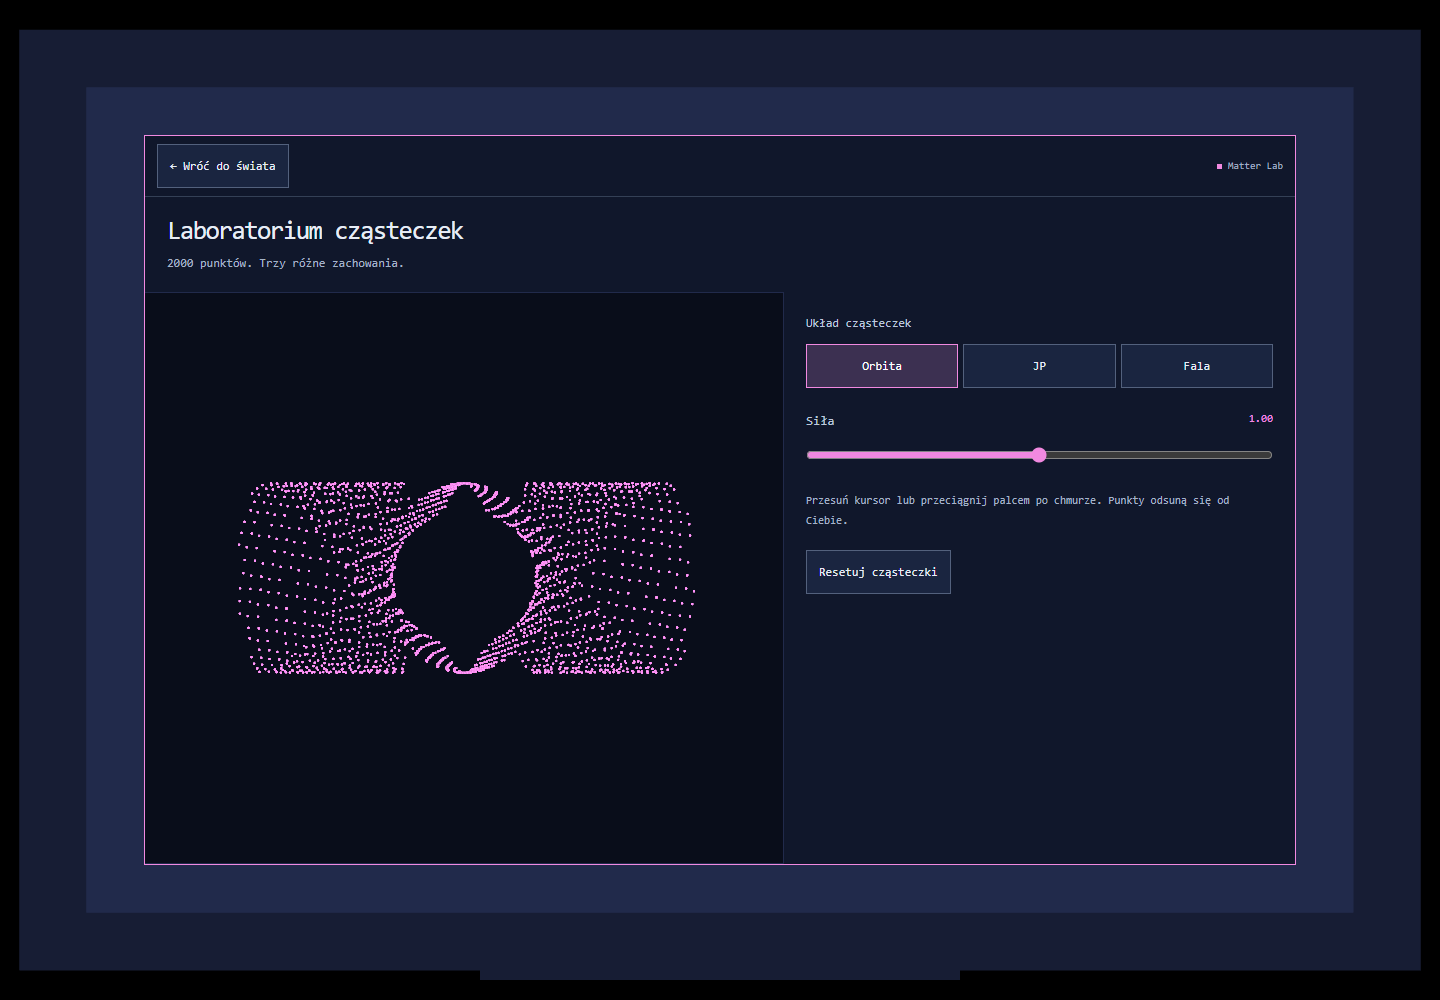 ← Wróć do świata
Matter Lab
Laboratorium cząsteczek
2000 punktów. Trzy różne zachowania.
Układ cząsteczek
Orbita
JP
Fala
Siła
1.00
Przesuń kursor lub przeciągnij palcem po chmurze. Punkty odsuną się od
Ciebie.
Resetuj cząsteczki